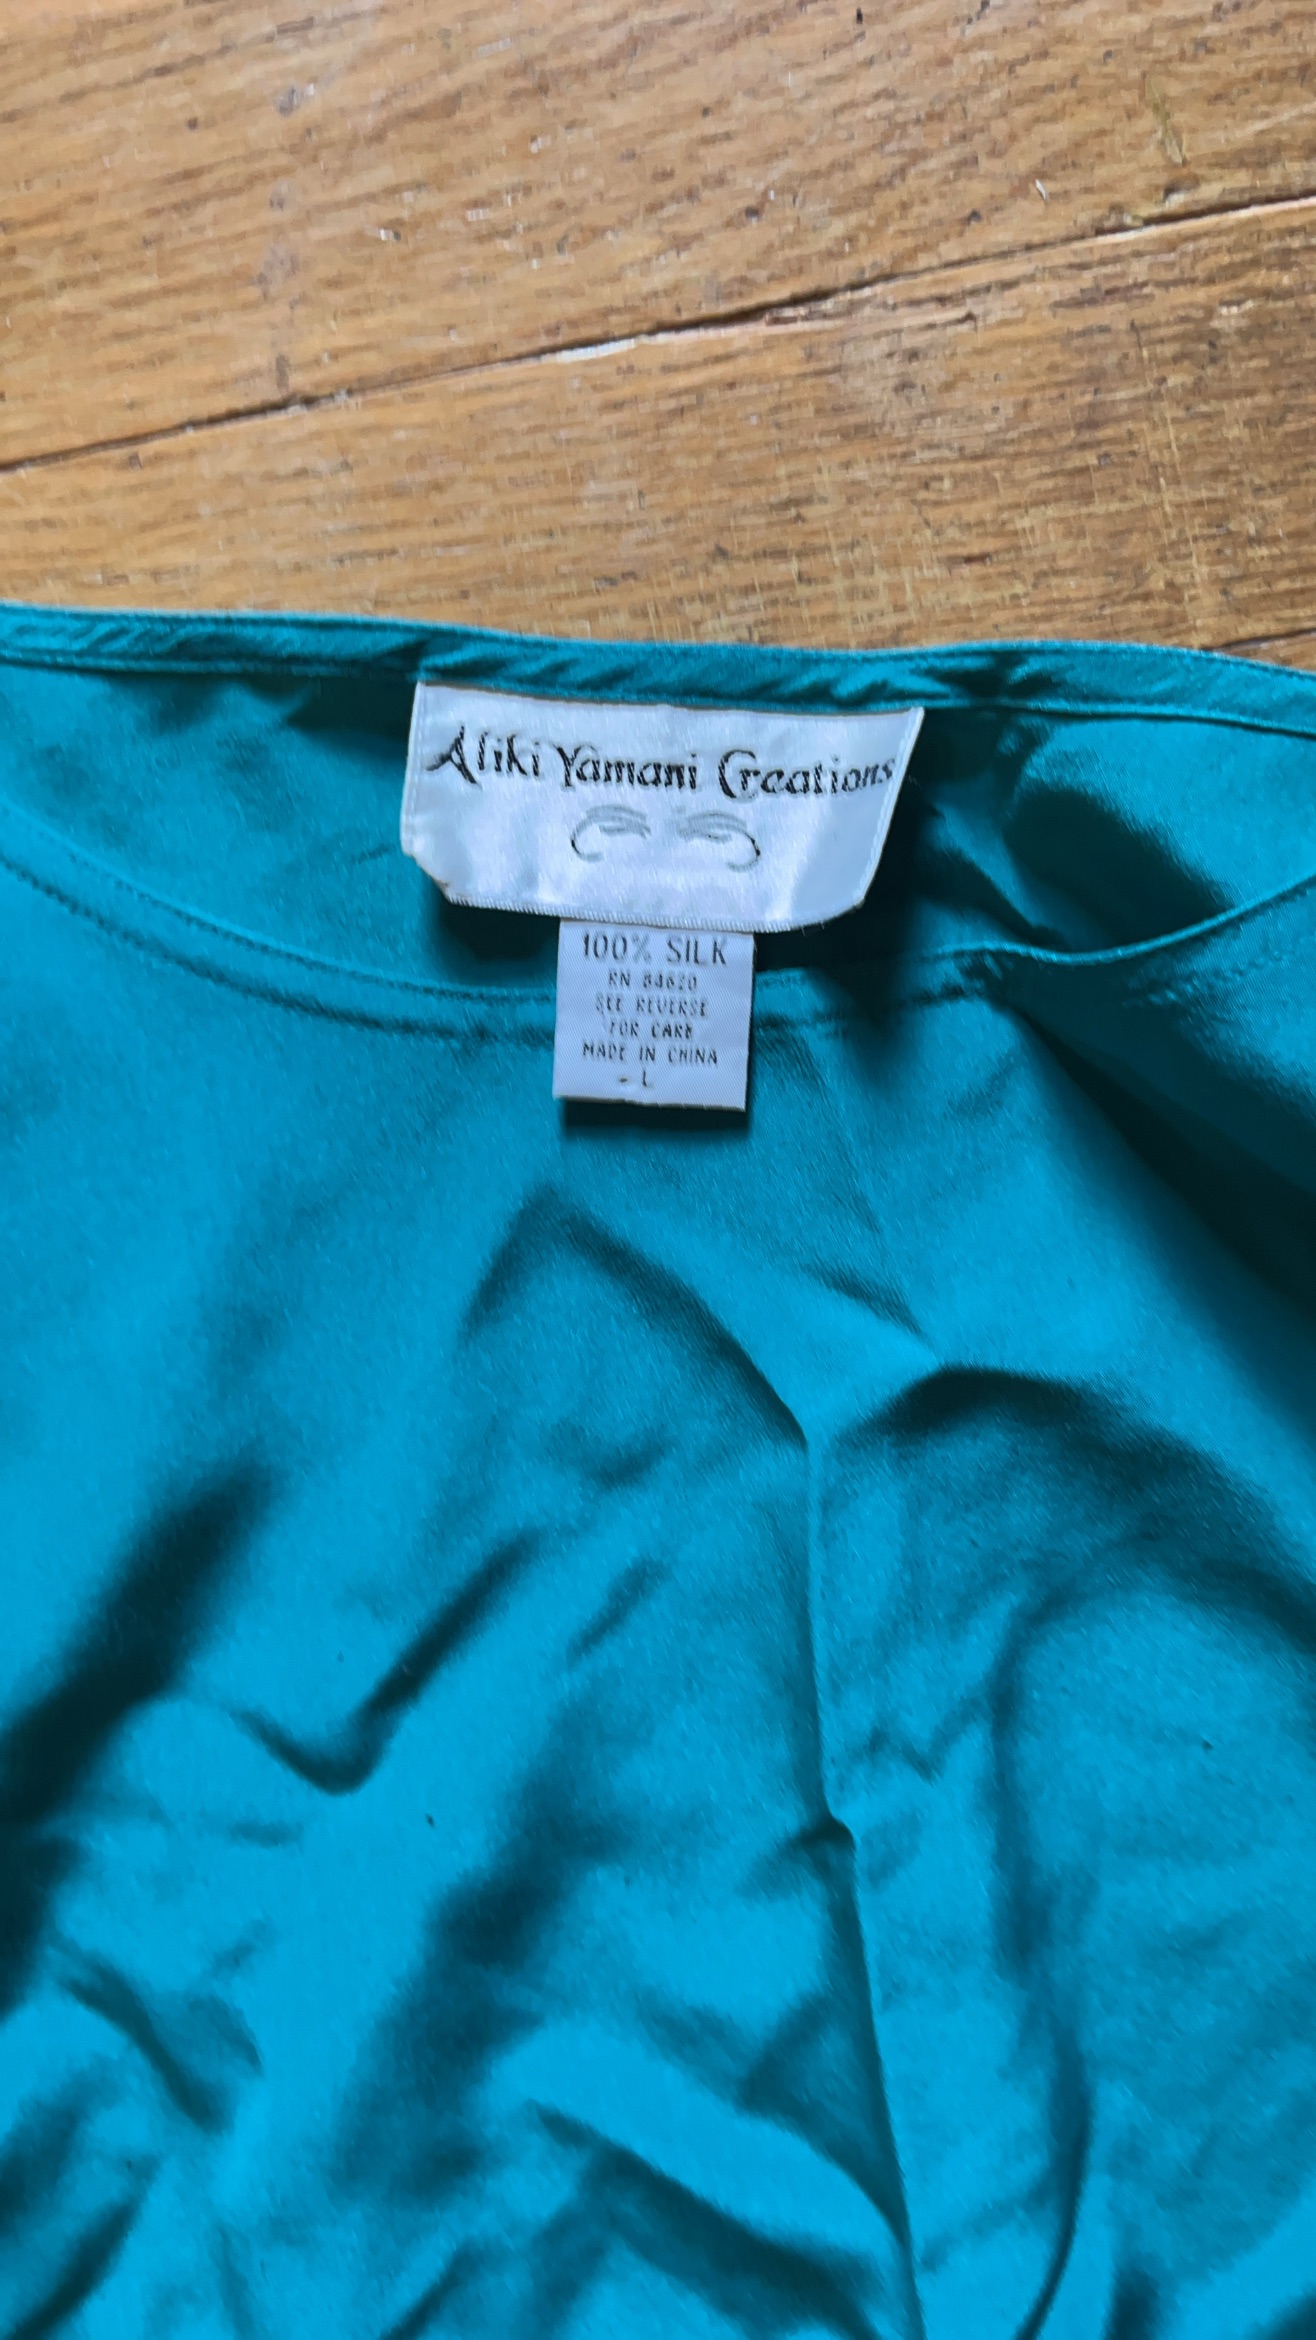 Aliki Yamani Creations
100% SILK
RN 84620
SEE REVERSE
FOR CARE
MADE IN CHINA
- L